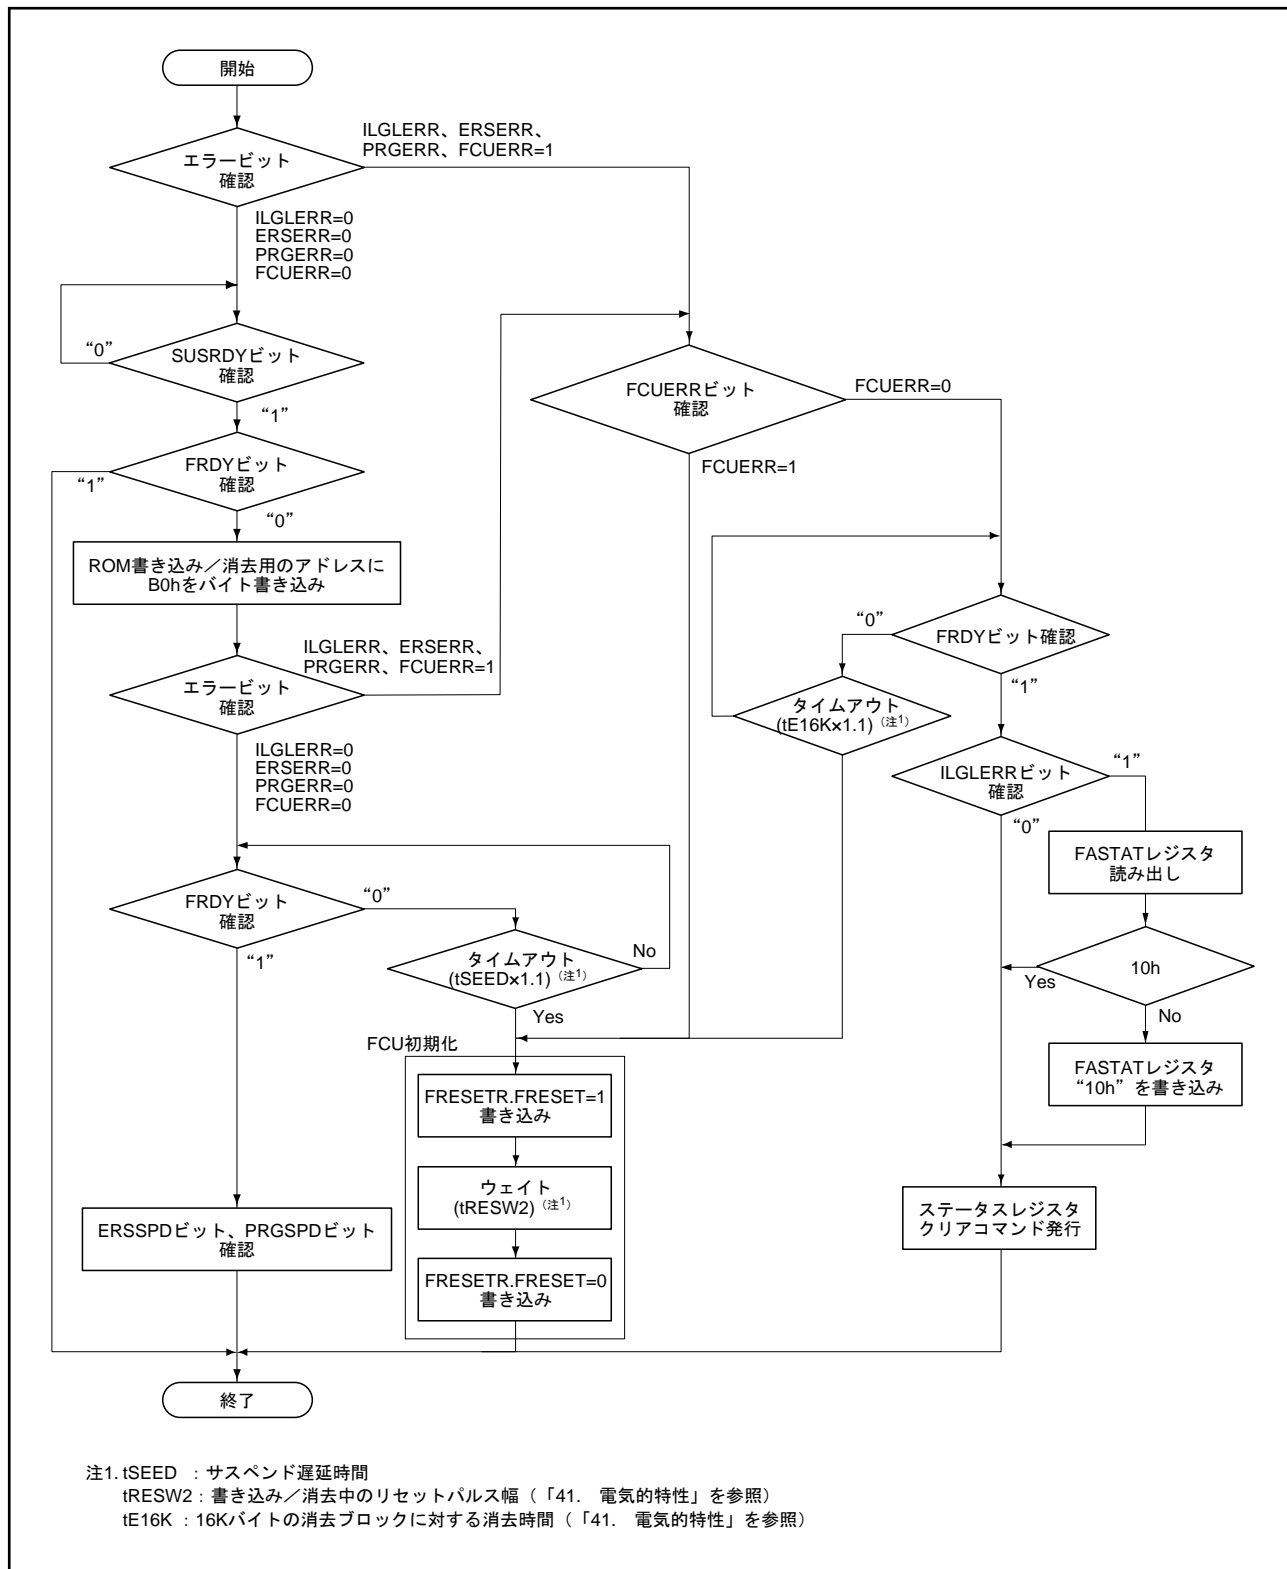 開始
エラービット
確認
ILGLERR、ERSERR、
PRGERR、FCUERR=1
ILGLERR=0
ERSERR=0
PRGERR=0
FCUERR=0
“0”
SUSRDYビット
確認
“1”
FRDYビット
確認
“1”
“0”
ROM書き込み／消去用のアドレスに
B0hをバイト書き込み
エラービット
確認
ILGLERR、ERSERR、
PRGERR、FCUERR=1
ILGLERR=0
ERSERR=0
PRGERR=0
FCUERR=0
FRDYビット
確認
“0”
“1”
タイムアウト
(tSEED×1.1)（注1）
No
Yes
FCUERRビット
確認
FCUERR=0
FCUERR=1
FRDYビット確認
“0”
“1”
タイムアウト
(tE16K×1.1)（注1）
ILGLERRビット
確認
“1”
“0”
FASTATレジスタ
読み出し
10h
Yes
No
FASTATレジスタ
“10h”を書き込み
ステータスレジスタ
クリアコマンド発行
FCU初期化
FRESETR.FRESET=1
書き込み
ウェイト
(tRESW2)（注1）
FRESETR.FRESET=0
書き込み
ERSSPDビット、PRGSPDビット
確認
終了
注1. tSEED ：サスペンド遅延時間
tRESW2：書き込み／消去中のリセットパルス幅（「41. 電気的特性」を参照）
tE16K ：16Kバイトの消去ブロックに対する消去時間（「41. 電気的特性」を参照）